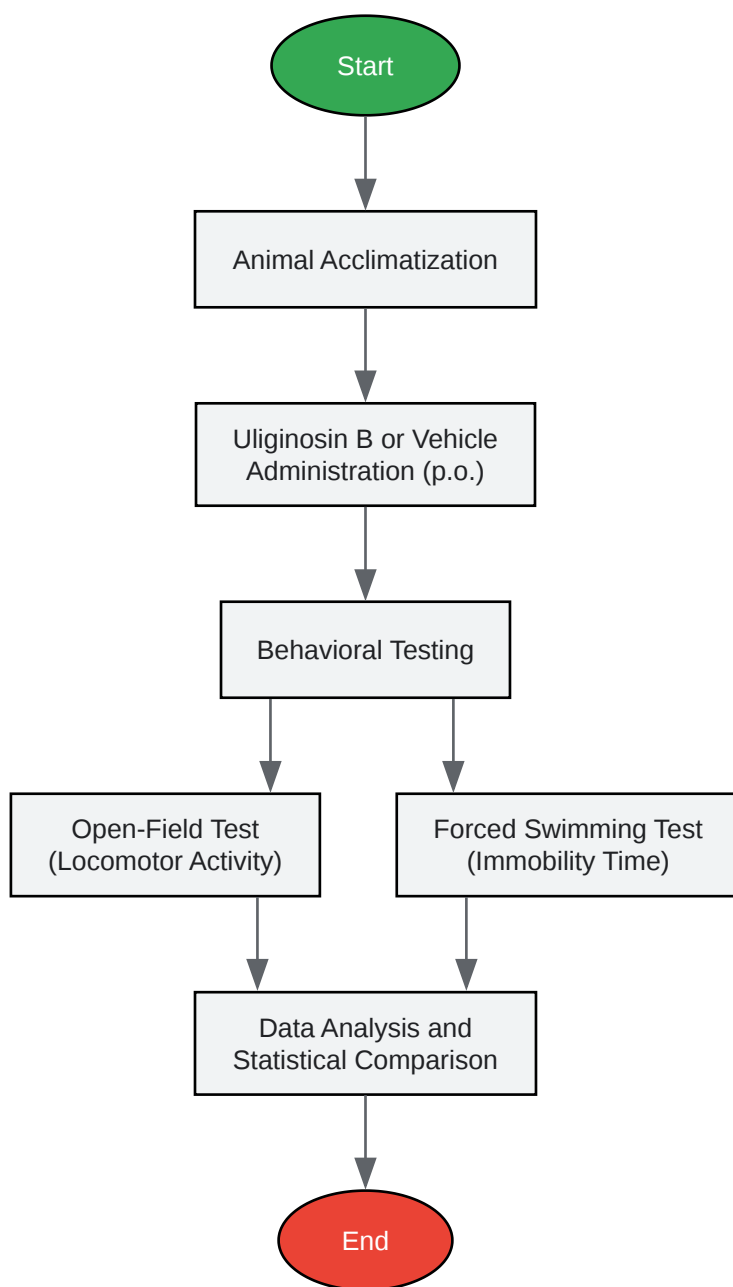 Start
Animal Acclimatization
Uliginosin B or Vehicle
Administration (p.o.)
Behavioral Testing
Open-Field Test
(Locomotor Activity)
Forced Swimming Test
(Immobility Time)
Data Analysis and
Statistical Comparison
End